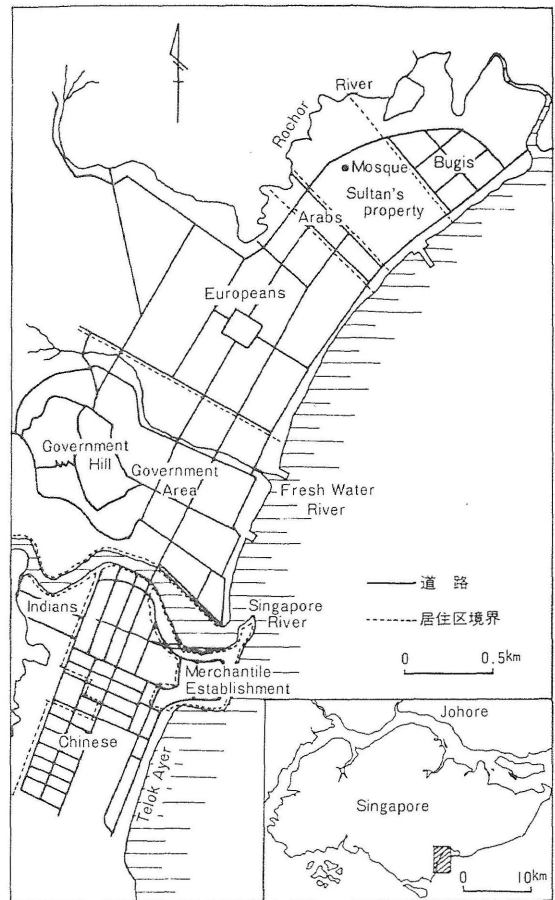 River
Rochor
Mosque
Bugis
Sultan's
property
Arabs
Europeans
Government
Hill
Government
Area
Fresh Water
River
道 路
居住区境界
0 0.5km
Indians
Singapore
River
Mercantile
Establishment
Chinese
Telok Ayer
Johore
Singapore
0 10km